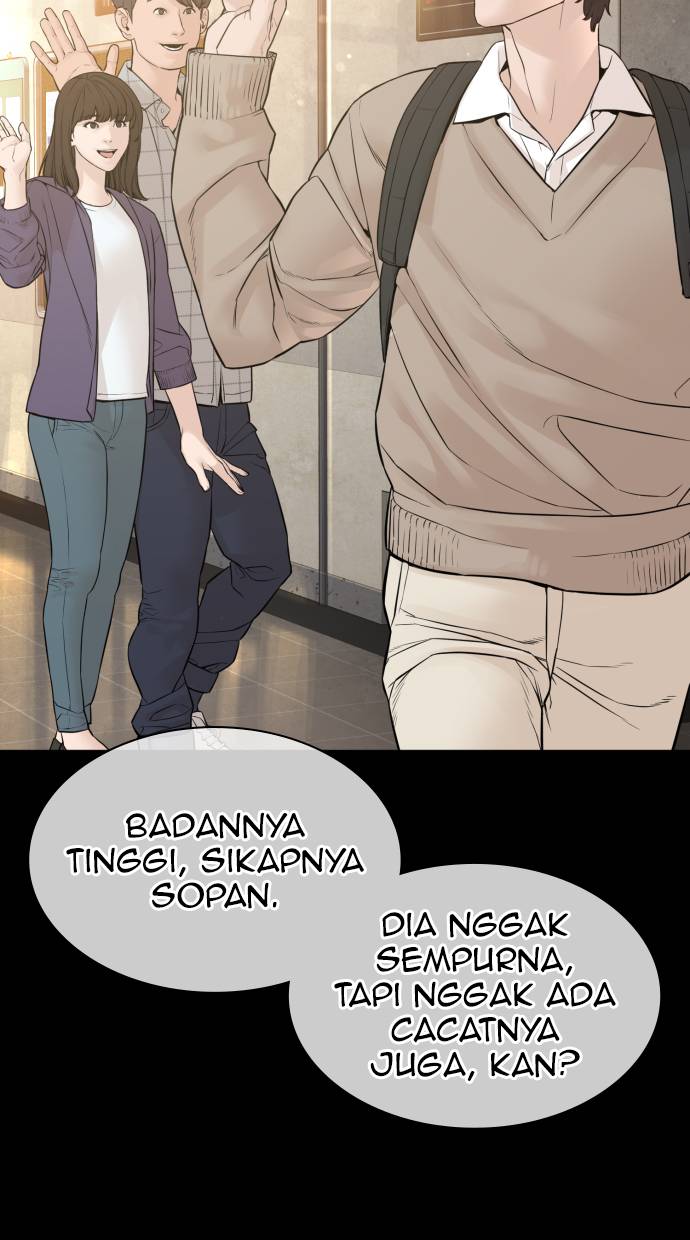 BADANNYA
TINGGI, SIKAPNYA
SOPAN.
DIA NGGAK
SEMPURNA,
TAPI NGGAK ADA
CACATNYA
JUGA, KAN?